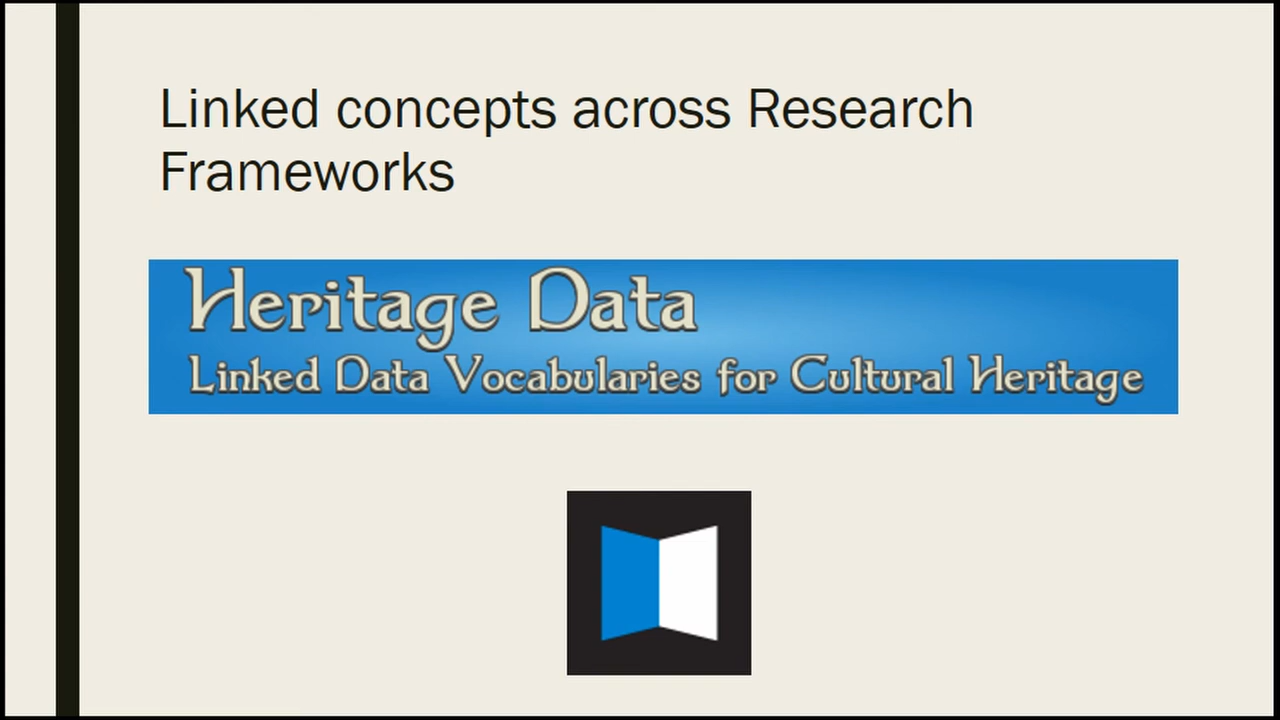 Linked concepts across Research
Frameworks
Heritage Data
Linked Data Vocabularies for Cultural Heritage